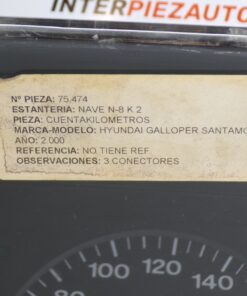 INTERPIEZAUTO
Nº PIEZA: 75.474
ESTANTERIA: NAVE N-8 K 2
PIEZA: CUENTAKILOMETROS
MARCA-MODELO: HYUNDAI GALLOPER SANTAMO
AÑO: 2.000
REFERENCIA: NO TIENE REF
OBSERVACIONES: 3 CONECTORES
80 100 120 140